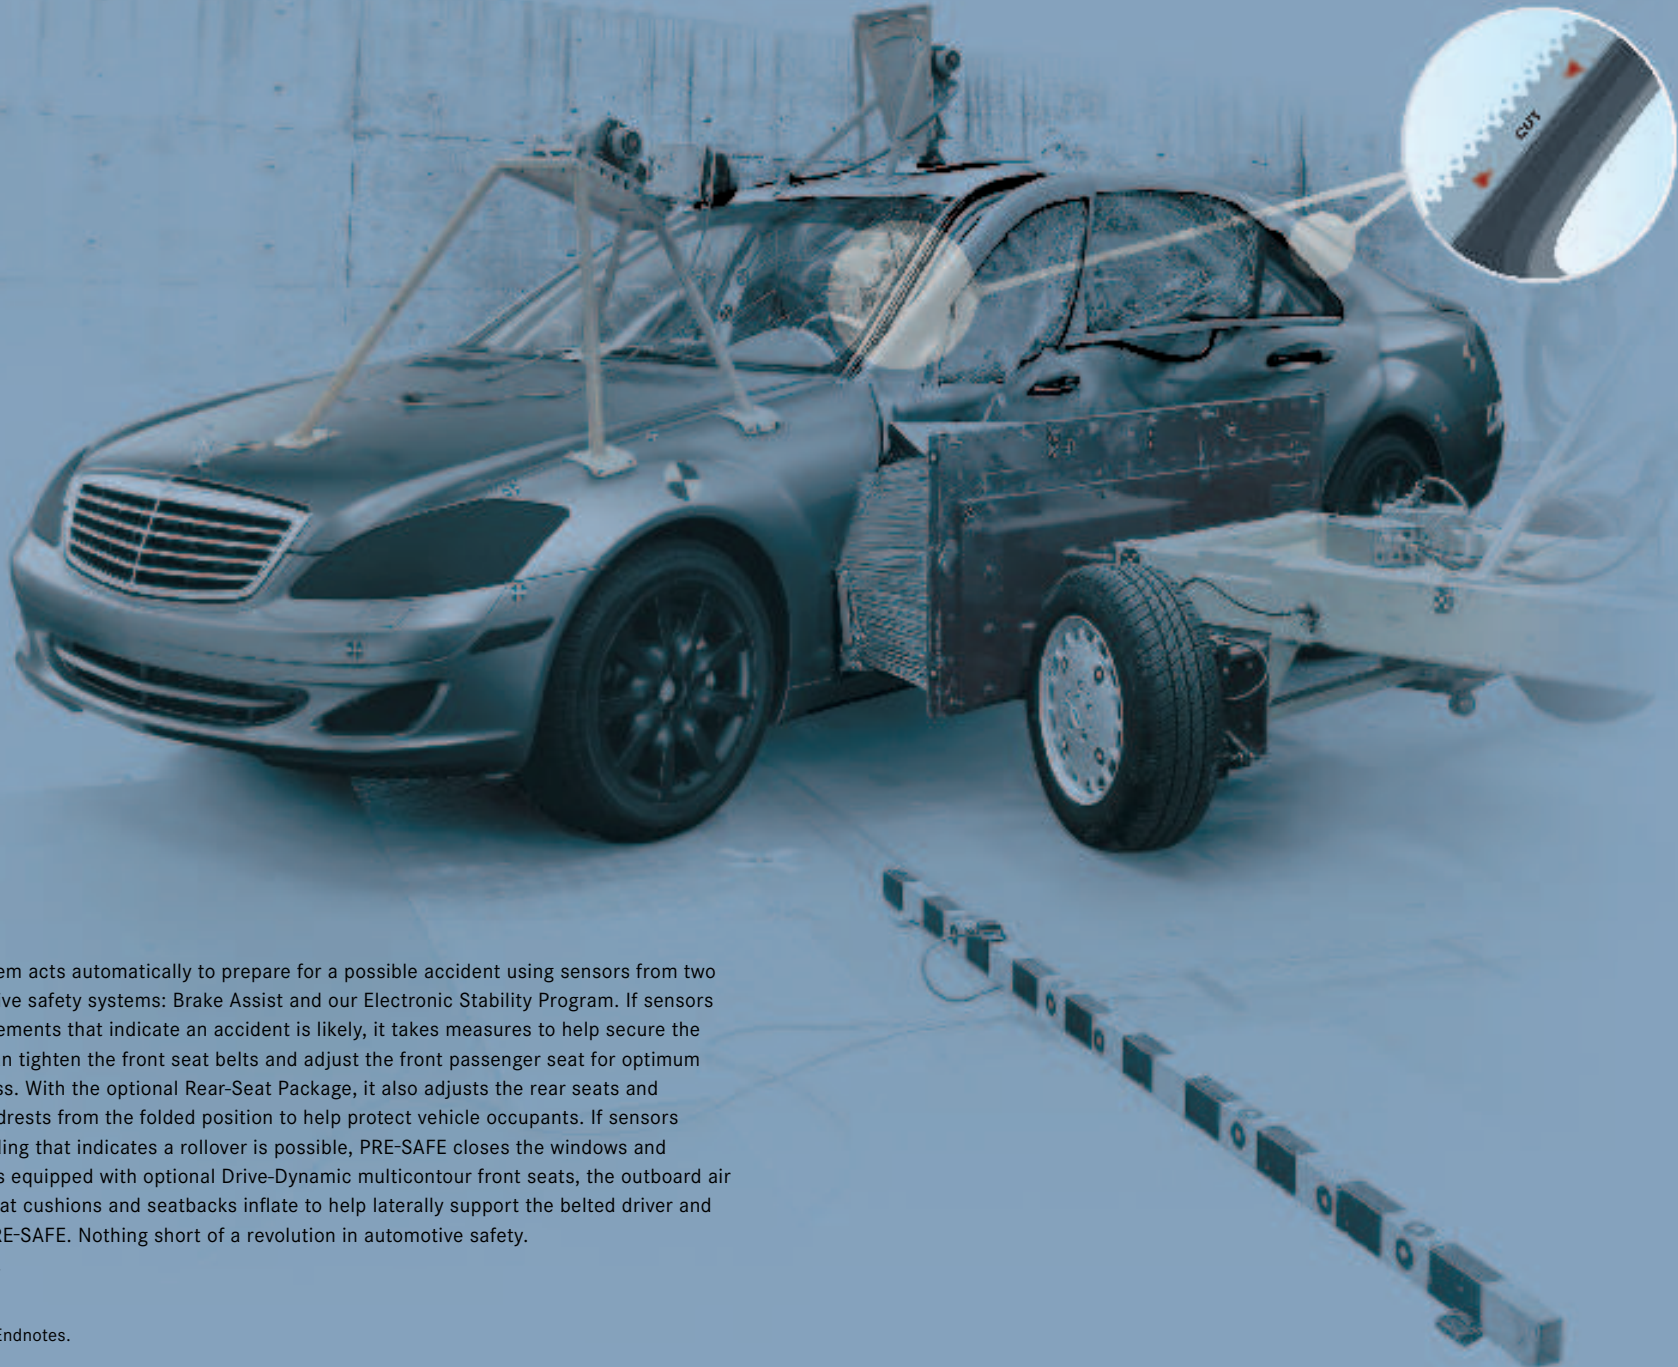 CUT
em acts automatically to prepare for a possible accident using sensors from two
ive safety systems: Brake Assist and our Electronic Stability Program. If sensors
ements that indicate an accident is likely, it takes measures to help secure the
n tighten the front seat belts and adjust the front passenger seat for optimum
ss. With the optional Rear-Seat Package, it also adjusts the rear seats and
drests from the folded position to help protect vehicle occupants. If sensors
ding that indicates a rollover is possible, PRE-SAFE closes the windows and
s equipped with optional Drive-Dynamic multicontour front seats, the outboard air
at cushions and seatbacks inflate to help laterally support the belted driver and
RE-SAFE. Nothing short of a revolution in automotive safety.
Endnotes.